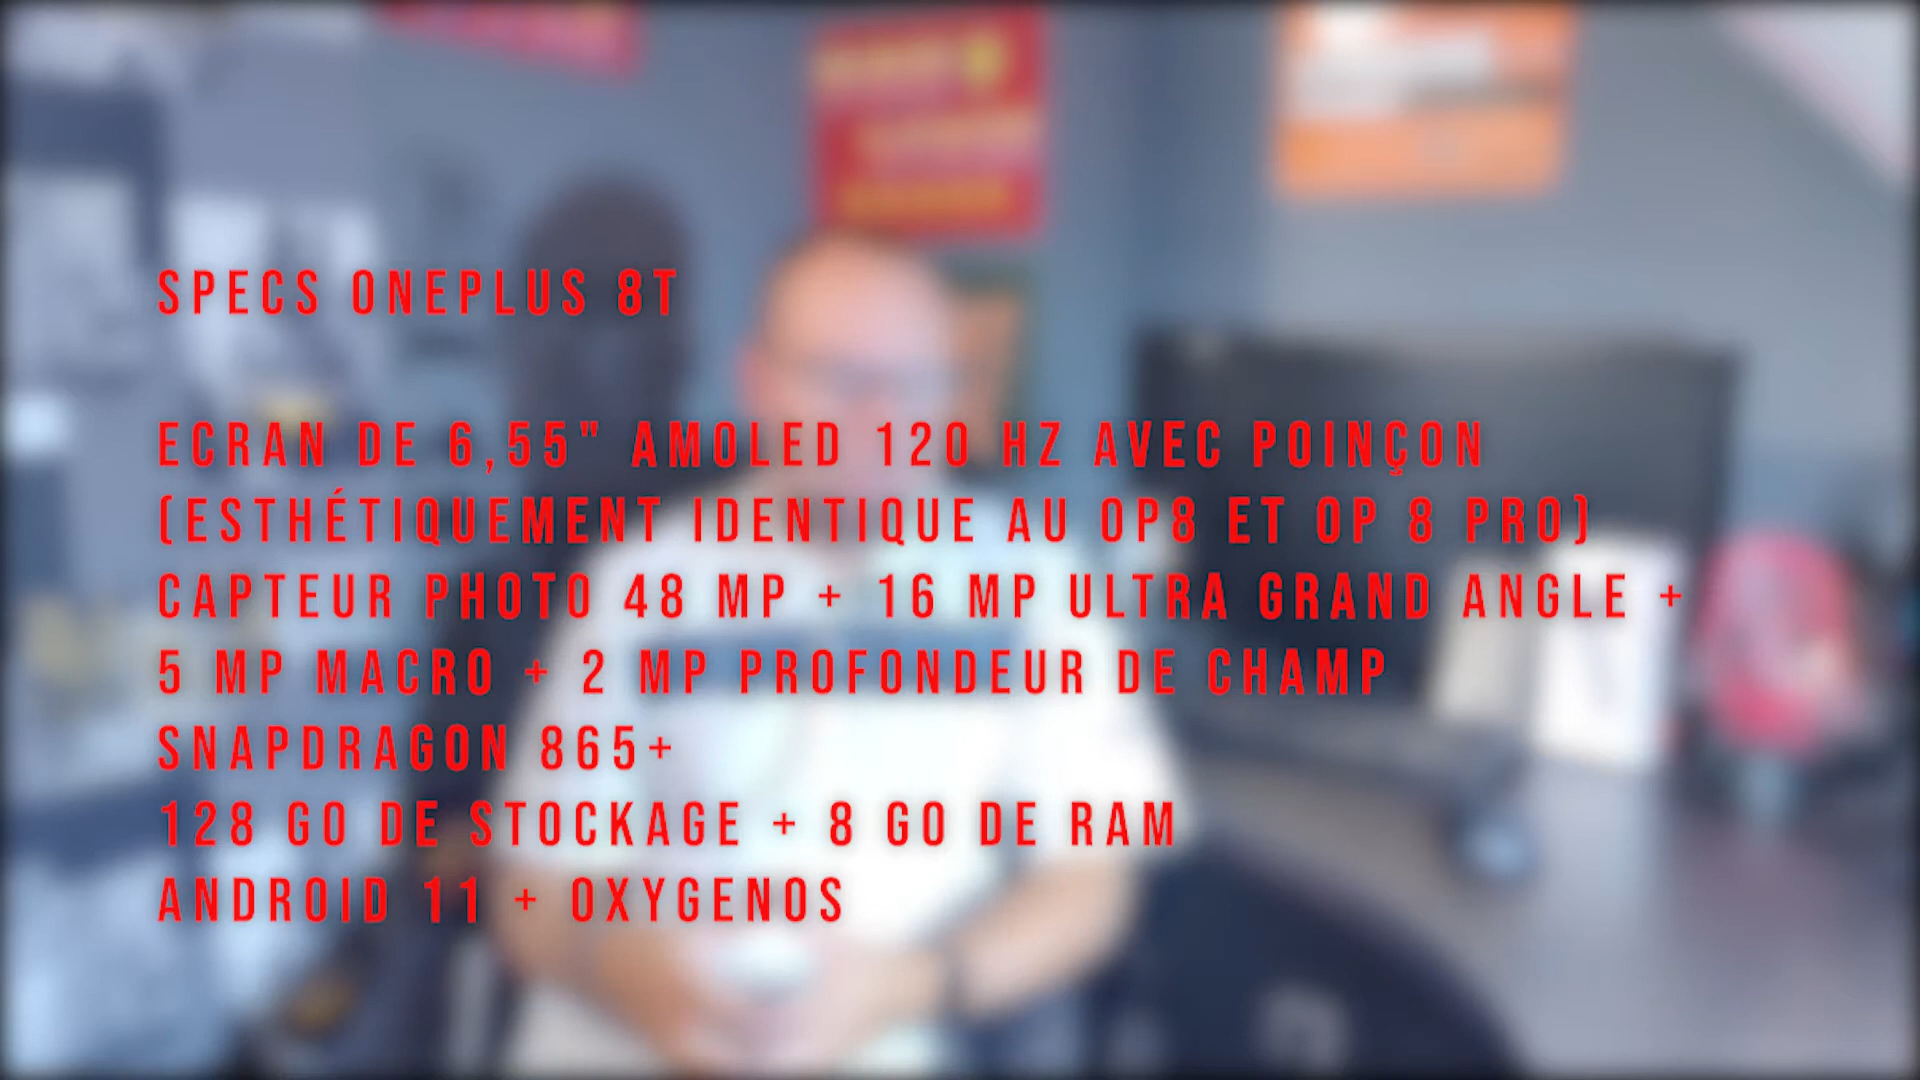 SPECS ONEPLUS 8T
ECRAN DE 6,55" AMOLED 120 HZ AVEC POINÇON
(ESTHÉTIQUEMENT IDENTIQUE AU OP8 ET OP 8 PRO)
CAPTEUR PHOTO 48 MP + 16 MP ULTRA GRAND ANGLE +
5 MP MACRO + 2 MP PROFONDEUR DE CHAMP
SNAPDRAGON 865+
128 GO DE STOCKAGE + 8 GO DE RAM
ANDROID 11 + OXYGENOS